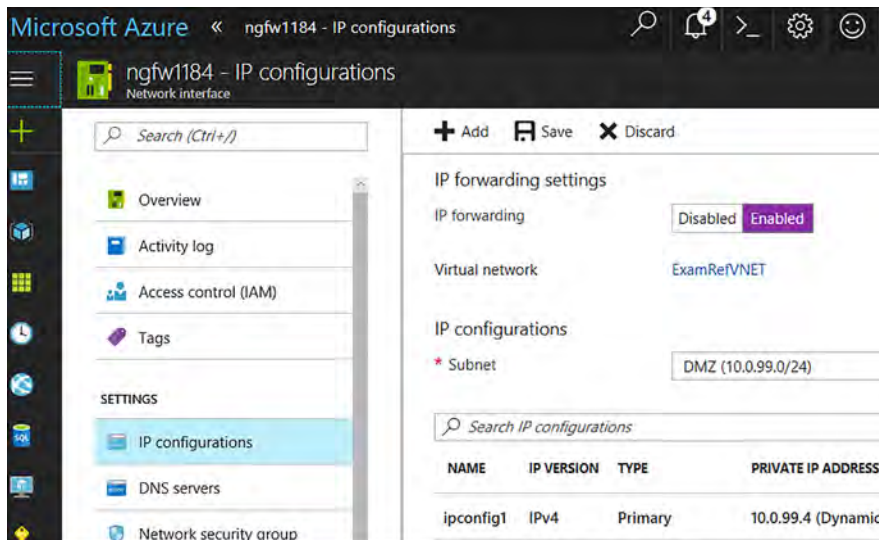 Microsoft Azure « ngfw1184 - IP configurations
4
ngfw1184 - IP configurations
Network interface
Search (Ctrl+/)
Overview
Activity log
Access control (IAM)
Tags
SETTINGS
IP configurations
DNS servers
Network security group
Add Save Discard
IP forwarding settings
IP forwarding Disabled Enabled
Virtual network ExamRefVNET
IP configurations
* Subnet DMZ (10.0.99.0/24)
Search IP configurations
NAME IP VERSION TYPE PRIVATE IP ADDRESS
ipconfig1 IPv4 Primary 10.0.99.4 (Dynamic
SQL